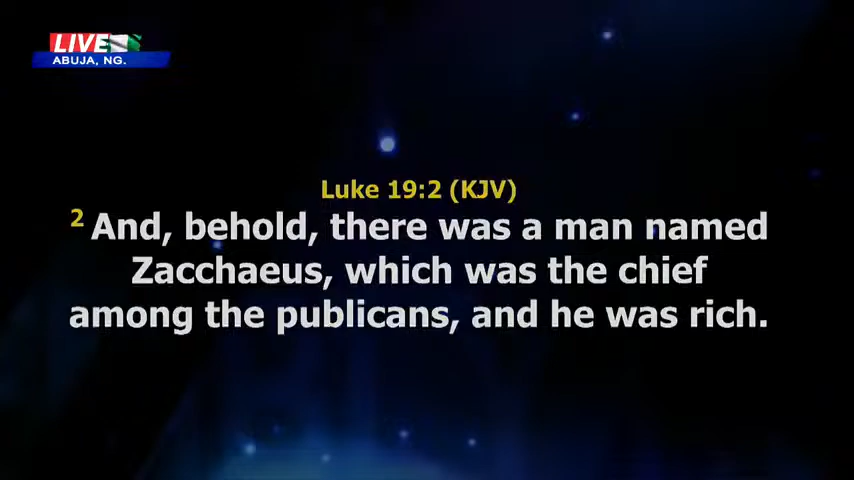 LIVE
ABUJA, NG.
Luke 19:2 (KJV)
2 And, behold, there was a man named
Zacchaeus, which was the chief
among the publicans, and he was rich.